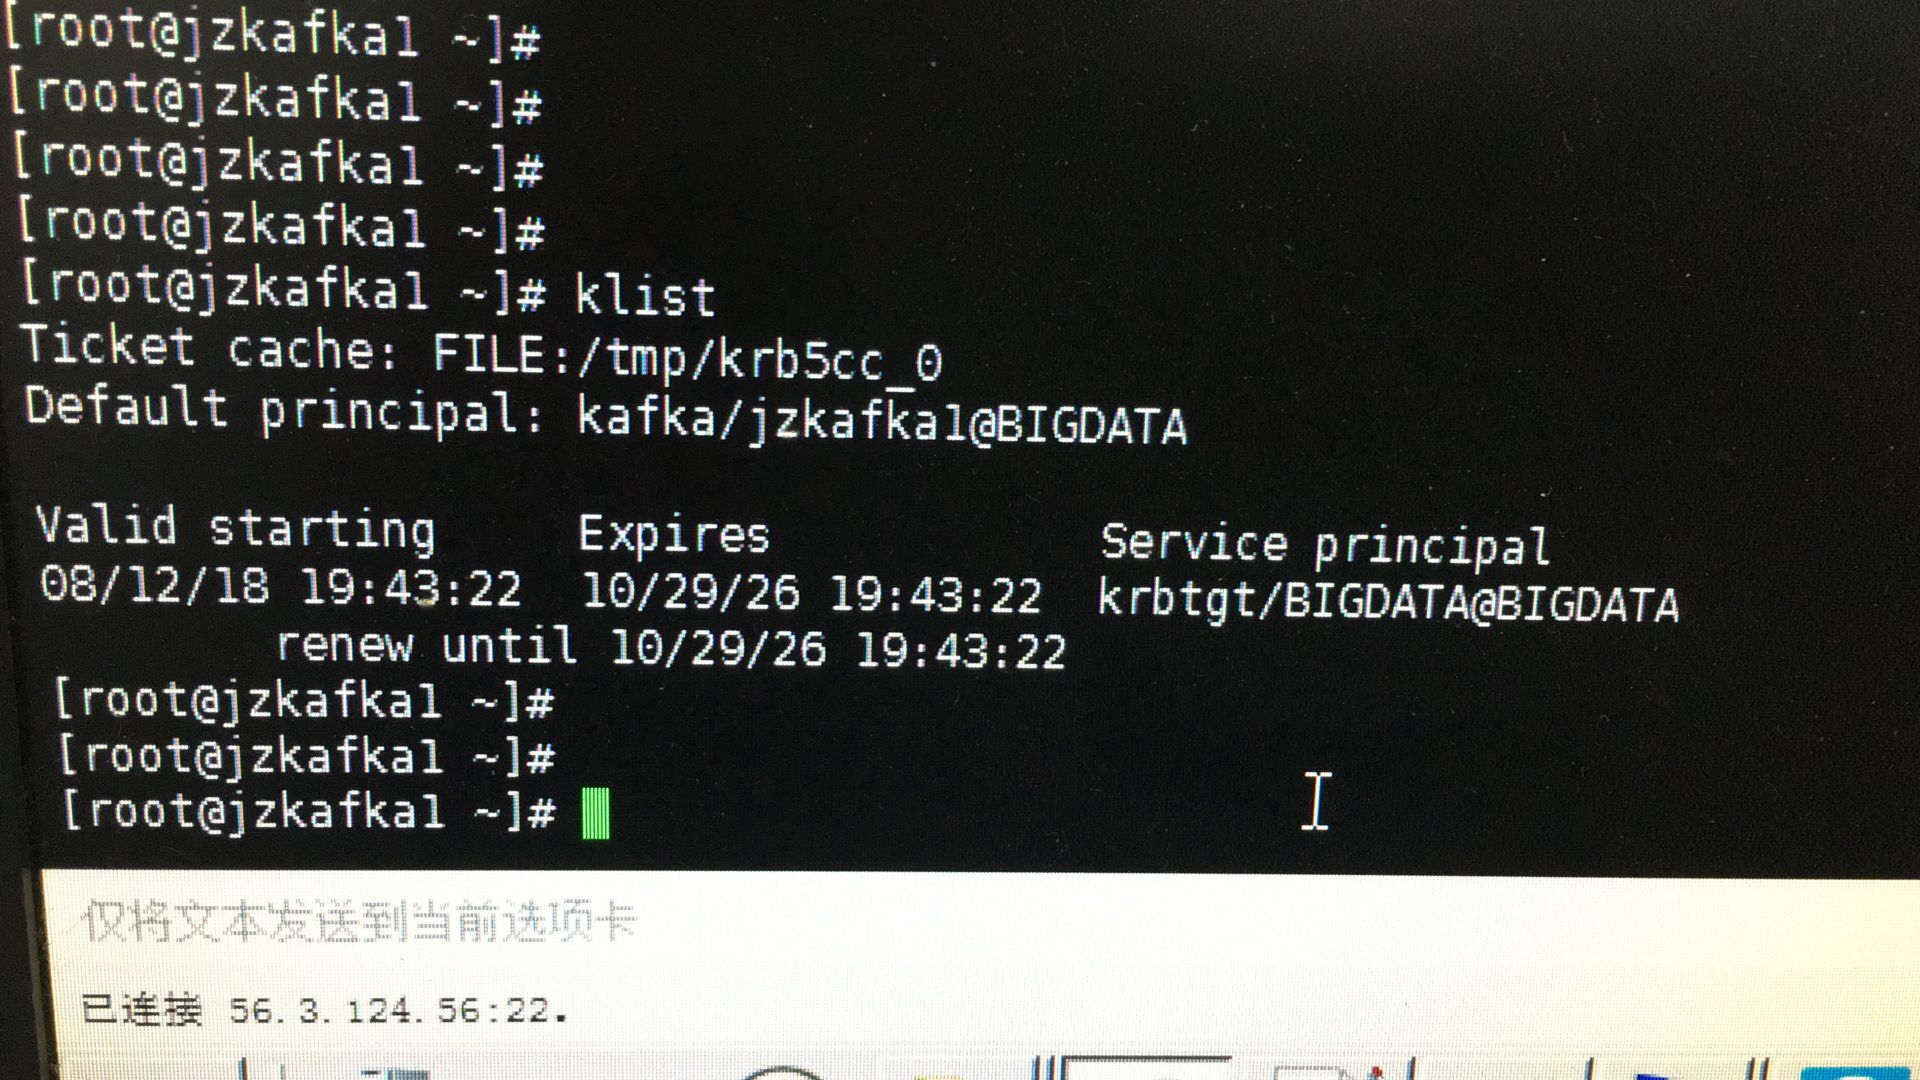 [root@jzkafka1 ~]#
[root@jzkafka1 ~]#
[root@jzkafka1 ~]#
[root@jzkafka1 ~]#
[root@jzkafka1 ~]# klist
Ticket cache: FILE:/tmp/krb5cc_0
Default principal: kafka/jzkafka1@BIGDATA
Valid starting Expires Service principal
08/12/18 19:43:22 10/29/26 19:43:22 krbtgt/BIGDATA@BIGDATA
renew until 10/29/26 19:43:22
[root@jzkafka1 ~]#
[root@jzkafka1 ~]#
[root@jzkafka1 ~]#
仅将文本发送到当前选项卡
已连接 56.3.124.56:22.